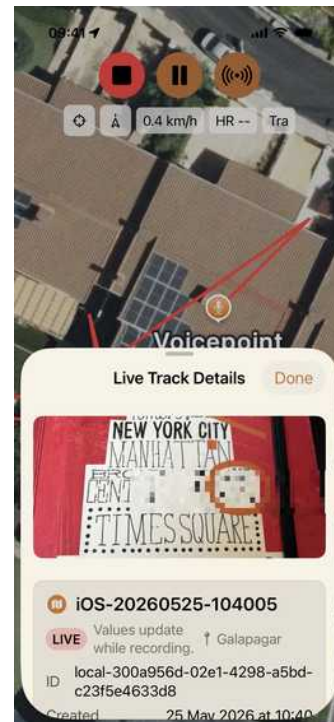 09:41
0.4 km/h
HR --
Tra
Voicepoint
Live Track Details
Done
NEW YORK CITY
MANHATTAN
CENT
TIMES SQUARE
iOS-20260525-104005
LIVE
Values update while recording.
Galapagar
ID
local-300a956d-02e1-4298-a5bd-
c23f5e4633d8
Created
25 May 2026 at 10:40